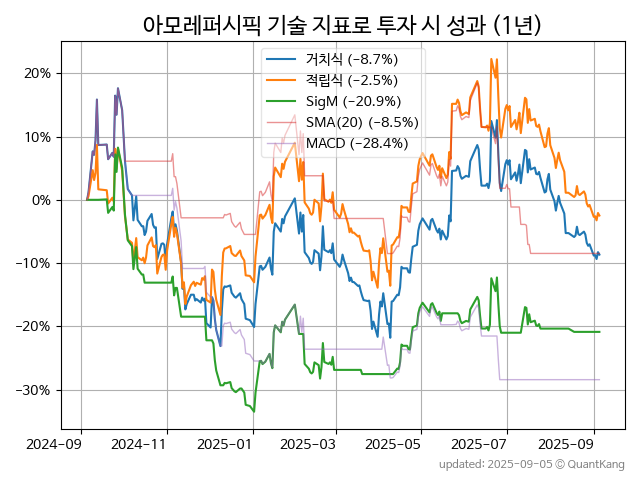 아모레퍼시픽 기술 지표로 투자 시 성과 (1년)
거치식 (−8.7%)
적립식 (−2.5%)
SigM (−20.9%)
SMA(20) (−8.5%)
MACD (−28.4%)
20%
10%
0%
−10%
−20%
−30%
2024−09
2024−11
2025−01
2025−03
2025−05
2025−07
2025−09
updated: 2025−09−05 © QuantKang